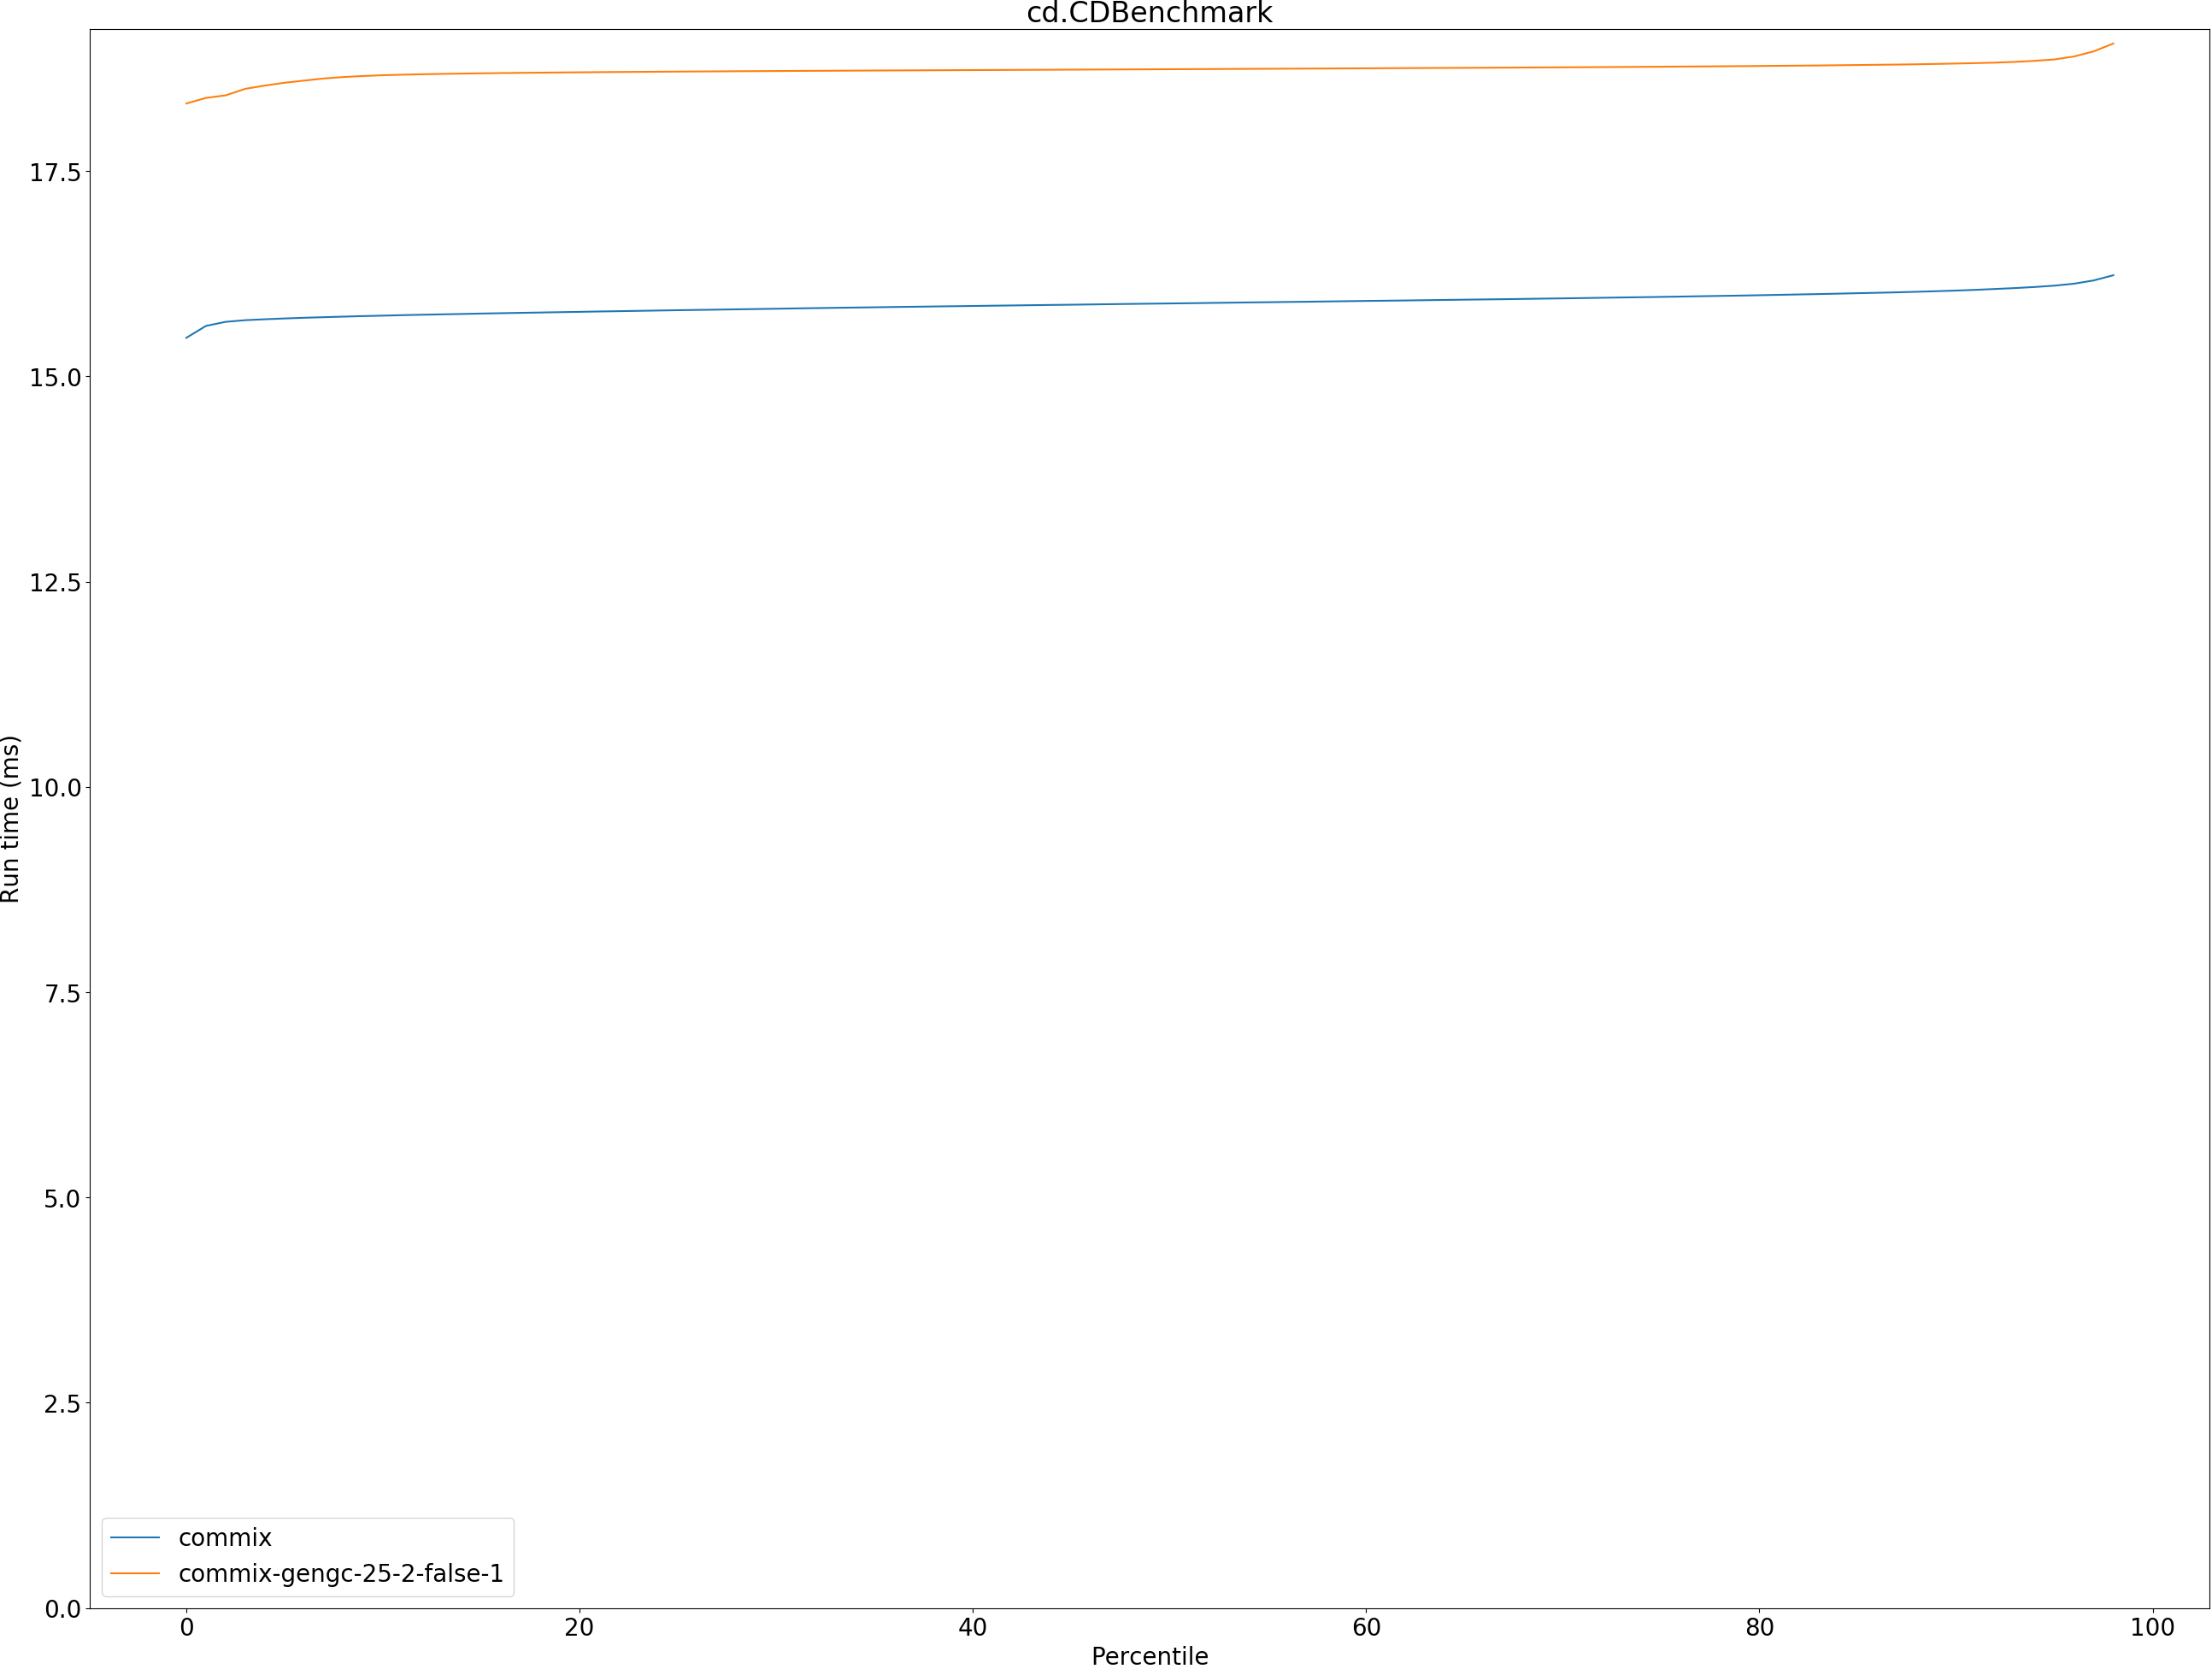 cd.CDBenchmark
Run time (ms)
17.5
15.0
12.5
10.0
7.5
5.0
2.5
0.0
commix
commix-gengc-25-2-false-1
0 20 40 60 80 100
Percentile